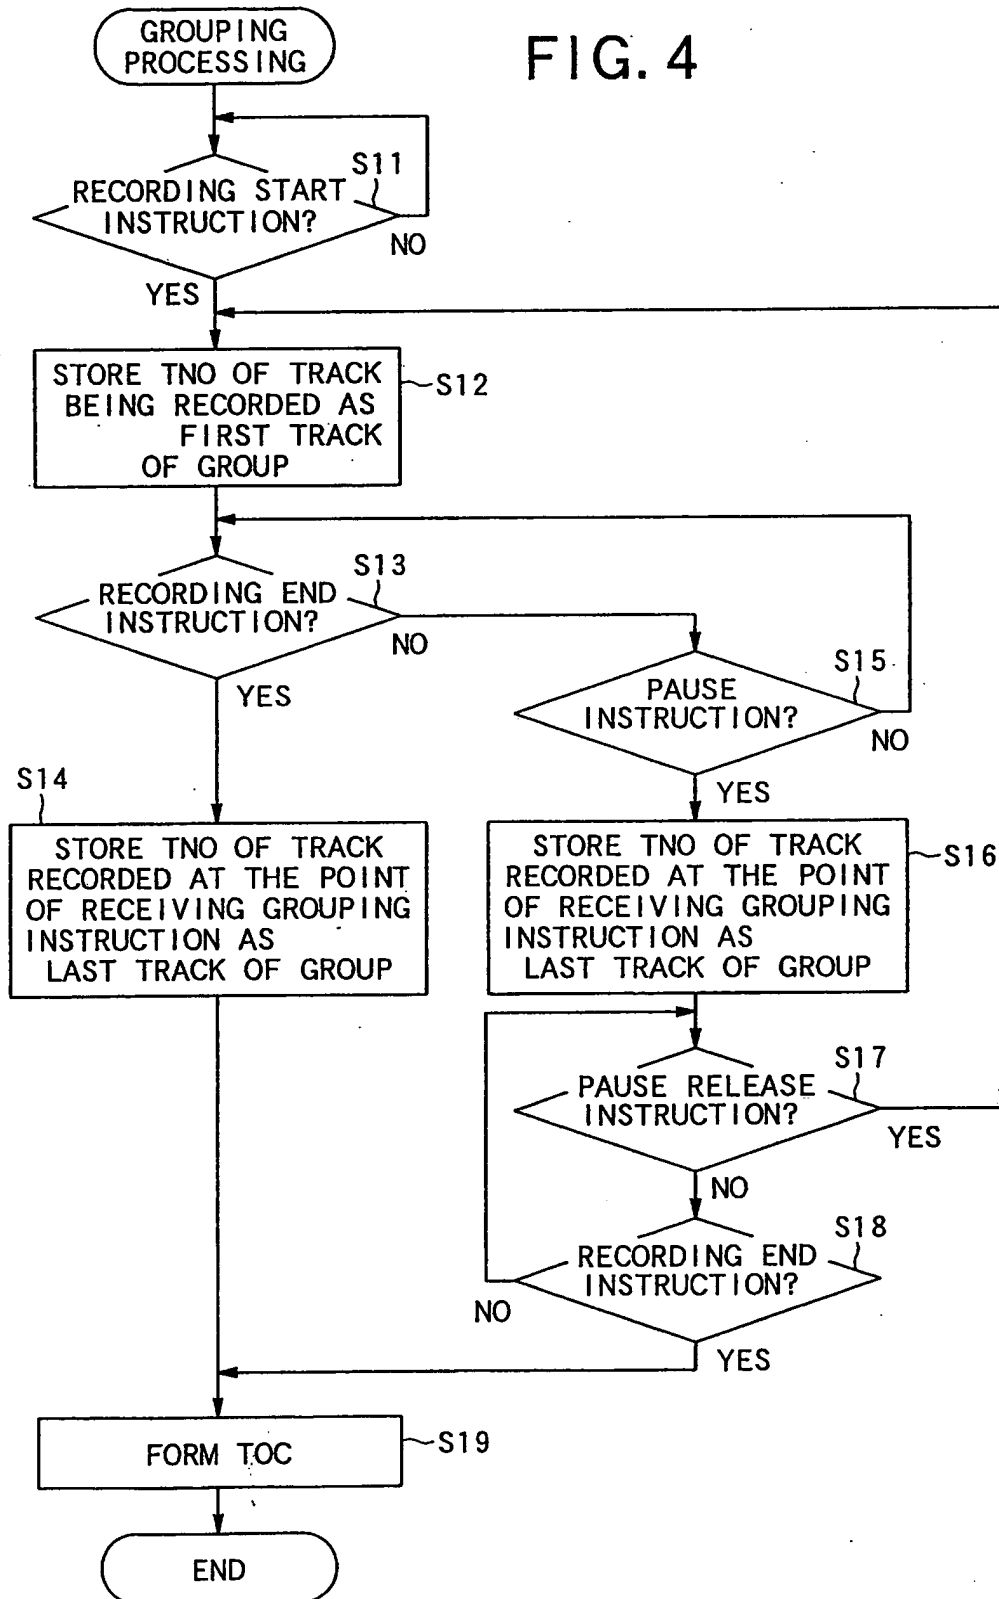 GROUPING
PROCESSING
FIG. 4
S11
RECORDING START
INSTRUCTION?
NO
YES
STORE TNO OF TRACK
BEING RECORDED AS
FIRST TRACK
OF GROUP
S12
S13
RECORDING END
INSTRUCTION?
NO
YES
S15
PAUSE
INSTRUCTION?
NO
YES
S14
STORE TNO OF TRACK
RECORDED AT THE POINT
OF RECEIVING GROUPING
INSTRUCTION AS
LAST TRACK OF GROUP
STORE TNO OF TRACK
RECORDED AT THE POINT
OF RECEIVING GROUPING
INSTRUCTION AS
LAST TRACK OF GROUP
S16
S17
PAUSE RELEASE
INSTRUCTION?
YES
NO
S18
RECORDING END
INSTRUCTION?
NO
YES
FORM TOC
S19
END